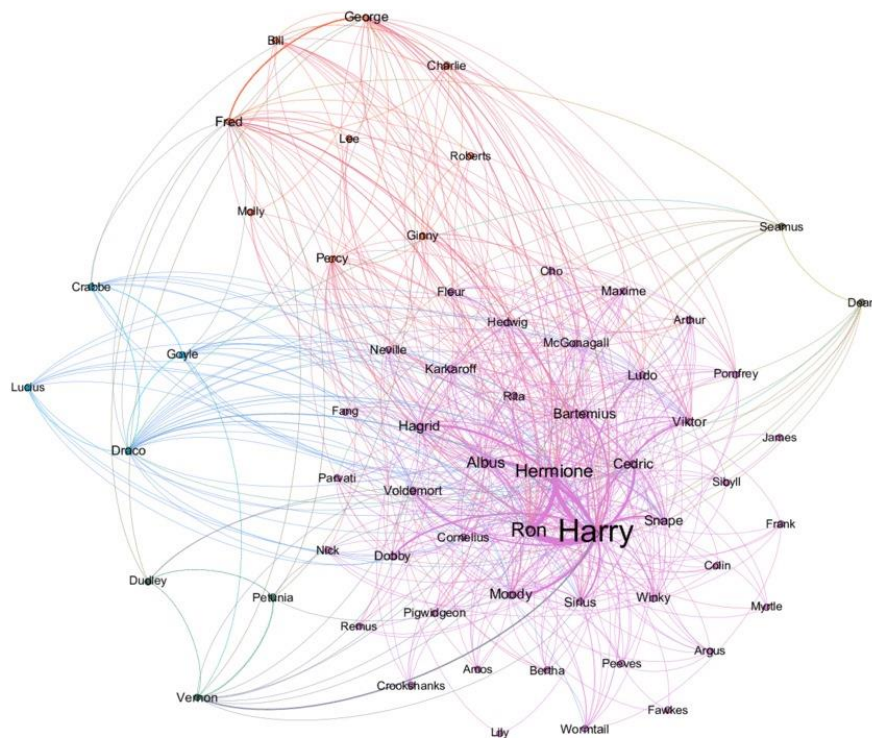 George
Bill
Charlie
Fred
Lee
Roberts
Molly
Seamus
Ginny
Percy
Cho
Crabbe
Fleur
Maxime
Dean
Hedwig
Arthur
Goyle
Neville
McGonagall
Karkaroff
Ludo
Pomfrey
Lucius
Rita
Fang
Hagrid
Bartemius
Viktor
James
Draco
Albus
Hermione
Cedric
Parvati
Voldemort
Sibyll
Ron
Harry
Snape
Frank
Nick
Dobby
Cornelius
Colin
Dudley
Petunia
Moody
Sirius
Winky
Myrtle
Remus
Pigwidgeon
Argus
Peeves
Amos
Bertha
Crookshanks
Vernon
Fawkes
Lily
Wormtail